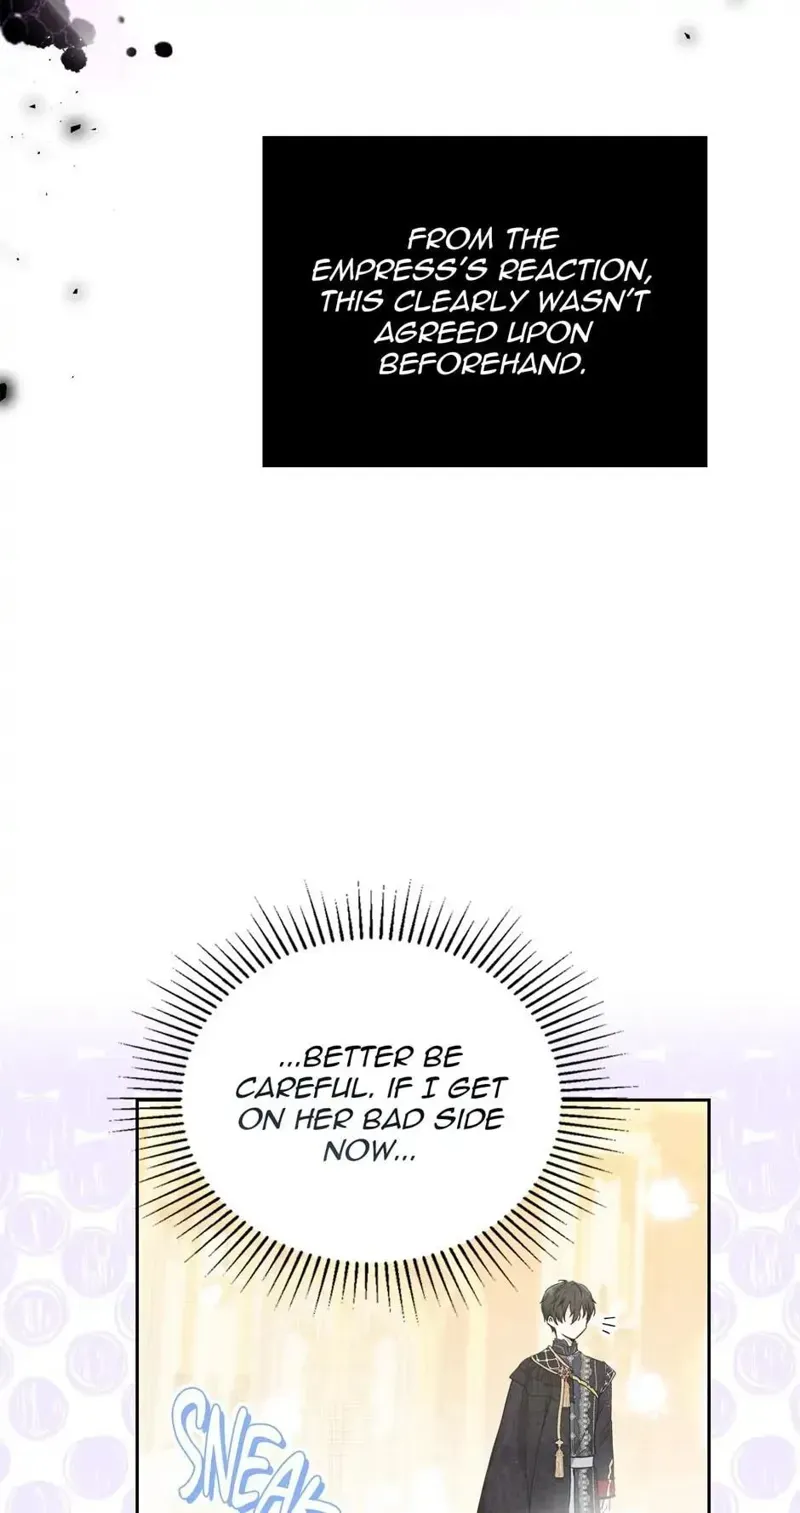 FROM THE
EMPRESS'S REACTION,
THIS CLEARLY WASN'T
AGREED UPON
BEFOREHAND.
...BETTER BE
CAREFUL. IF I GET
ON HER BAD SIDE
NOW...
SNEAK